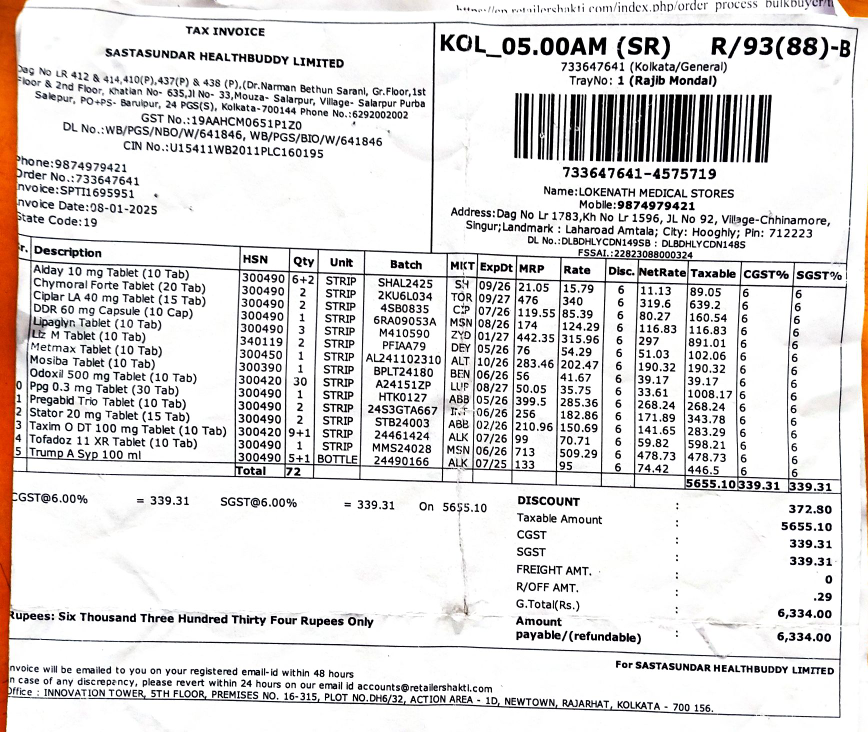 TAX INVOICE
SASTASUNDAR HEALTHBUDDY LIMITED
Dag No LR 412 & 414,410(P),437(P) & 438 (P),(Dr.Narman Bethun Sarani, Gr.Floor,1st
Floor & 2nd Floor, Khatian No- 635,Jl No- 33,Mouza- Salarpur, Village- Salarpur Purba
Salepur, PO+PS- Baruipur, 24 PGS(S), Kolkata-700144 Phone No.:6292002002
GST No.:19AAHCM0651P1Z0
DL No.:WB/PGS/NBO/W/641846, WB/PGS/BIO/W/641846
CIN No.:U15411WB2011PLC160195
Phone:9874979421
Order No.:733647641
nvoice:SPTI1695951
nvoice Date:08-01-2025
State Code:19
KOL_05.00AM (SR) R/93(88)-B
733647641 (Kolkata/General)
TrayNo: 1 (Rajib Mondal)
733647641-4575719
Name:LOKENATH MEDICAL STORES
Mobile:9874979421
Address:Dag No Lr 1783,Kh No Lr 1596, JL No 92, Village-Chhinamore,
Singur;Landmark : Laharoad Amtala; City: Hooghly; Pin: 712223
DL No.:DLBDHLYCDN149SB : DLBDHLYCDN148S
FSSAI.:22823088000324
r. Description HSN Qty Unit Batch MKT ExpDt MRP Rate Disc. NetRate Taxable CGST% SGST%
Alday 10 mg Tablet (10 Tab) 300490 6+2 STRIP SHAL2425 SH 09/26 21.05 15.79 6 11.13 89.05 6 6
Chymoral Forte Tablet (20 Tab) 300490 2 STRIP 2KU6L034 TOR 09/27 476 340 6 319.6 639.2 6 6
Ciplar LA 40 mg Tablet (15 Tab) 300490 2 STRIP 4SB0835 CIP 07/26 119.55 85.39 6 80.27 160.54 6 6
DDR 60 mg Capsule (10 Cap) 300490 1 STRIP 6RA09053A MSN 08/26 174 124.29 6 116.83 116.83 6 6
Lipaglyn Tablet (10 Tab) 300490 3 STRIP M410590 ZYD 01/27 442.35 315.96 6 297 891.01 6 6
Liz M Tablet (10 Tab) 340119 2 STRIP PFIAA79 DEY 05/26 76 54.29 6 51.03 102.06 6 6
Metmax Tablet (10 Tab) 300450 1 STRIP AL241102310 ALT 10/26 283.46 202.47 6 190.32 190.32 6 6
Mosiba Tablet (10 Tab) 300390 1 STRIP BPLT24180 BEN 06/26 56 41.67 6 39.17 39.17 6 6
Odoxil 500 mg Tablet (10 Tab) 300420 30 STRIP A24151ZP LUP 08/27 50.05 35.75 6 33.61 1008.17 6 6
0 Ppg 0.3 mg Tablet (30 Tab) 300490 1 STRIP HTK0127 ABB 05/26 399.5 285.36 6 268.24 268.24 6 6
1 Pregabid Trio Tablet (10 Tab) 300490 2 STRIP 24S3GTA667 INT 06/26 256 182.86 6 171.89 343.78 6 6
2 Stator 20 mg Tablet (15 Tab) 300490 2 STRIP STB24003 ABB 02/26 210.96 150.69 6 141.65 283.29 6 6
3 Taxim O DT 100 mg Tablet (10 Tab) 300420 9+1 STRIP 24461424 ALK 07/26 99 70.71 6 59.82 598.21 6 6
4 Tofadoz 11 XR Tablet (10 Tab) 300490 1 STRIP MMS24028 MSN 06/26 713 509.29 6 478.73 478.73 6 6
5 Trump A Syp 100 ml 300490 5+1 BOTTLE 24490166 ALK 07/25 133 95 6 74.42 446.5 6 6
Total 72 5655.10 339.31 339.31
CGST@6.00% = 339.31 SGST@6.00% = 339.31 On 5655.10
DISCOUNT : 372.80
Taxable Amount : 5655.10
CGST : 339.31
SGST : 339.31
FREIGHT AMT. : 0
R/OFF AMT. : .29
G.Total(Rs.) : 6,334.00
Amount payable/(refundable) : 6,334.00
Rupees: Six Thousand Three Hundred Thirty Four Rupees Only
For SASTASUNDAR HEALTHBUDDY LIMITED
nvoice will be emailed to you on your registered email-id within 48 hours
n case of any discrepancy, please revert within 24 hours on our email id accounts@retailershakti.com
Office : INNOVATION TOWER, 5TH FLOOR, PREMISES NO. 16-315, PLOT NO.DH6/32, ACTION AREA - 1D, NEWTOWN, RAJARHAT, KOLKATA - 700 156.